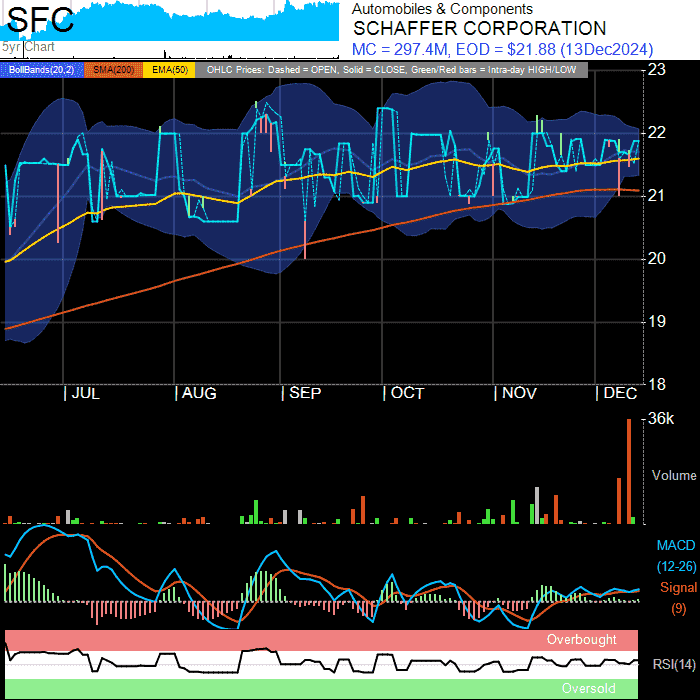 SFC
5yr Chart
Automobiles & Components
SCHAFFER CORPORATION
MC = 297.4M, EOD = $21.88 (13Dec2024)
BollBands(20,2) SMA(200) EMA(50) OHLC Prices: Dashed = OPEN, Solid = CLOSE, Green/Red bars = Intra-day HIGH/LOW
23
22
21
20
19
18
JUL AUG SEP OCT NOV DEC
36k
Volume
MACD
(12-26)
Signal
(9)
Overbought
RSI(14)
Oversold